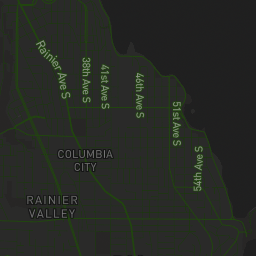 Rainier Ave S
38th Ave S
41st Ave S
46th Ave S
51st Ave S
54th Ave S
COLUMBIA
CITY
RAINIER
VALLEY